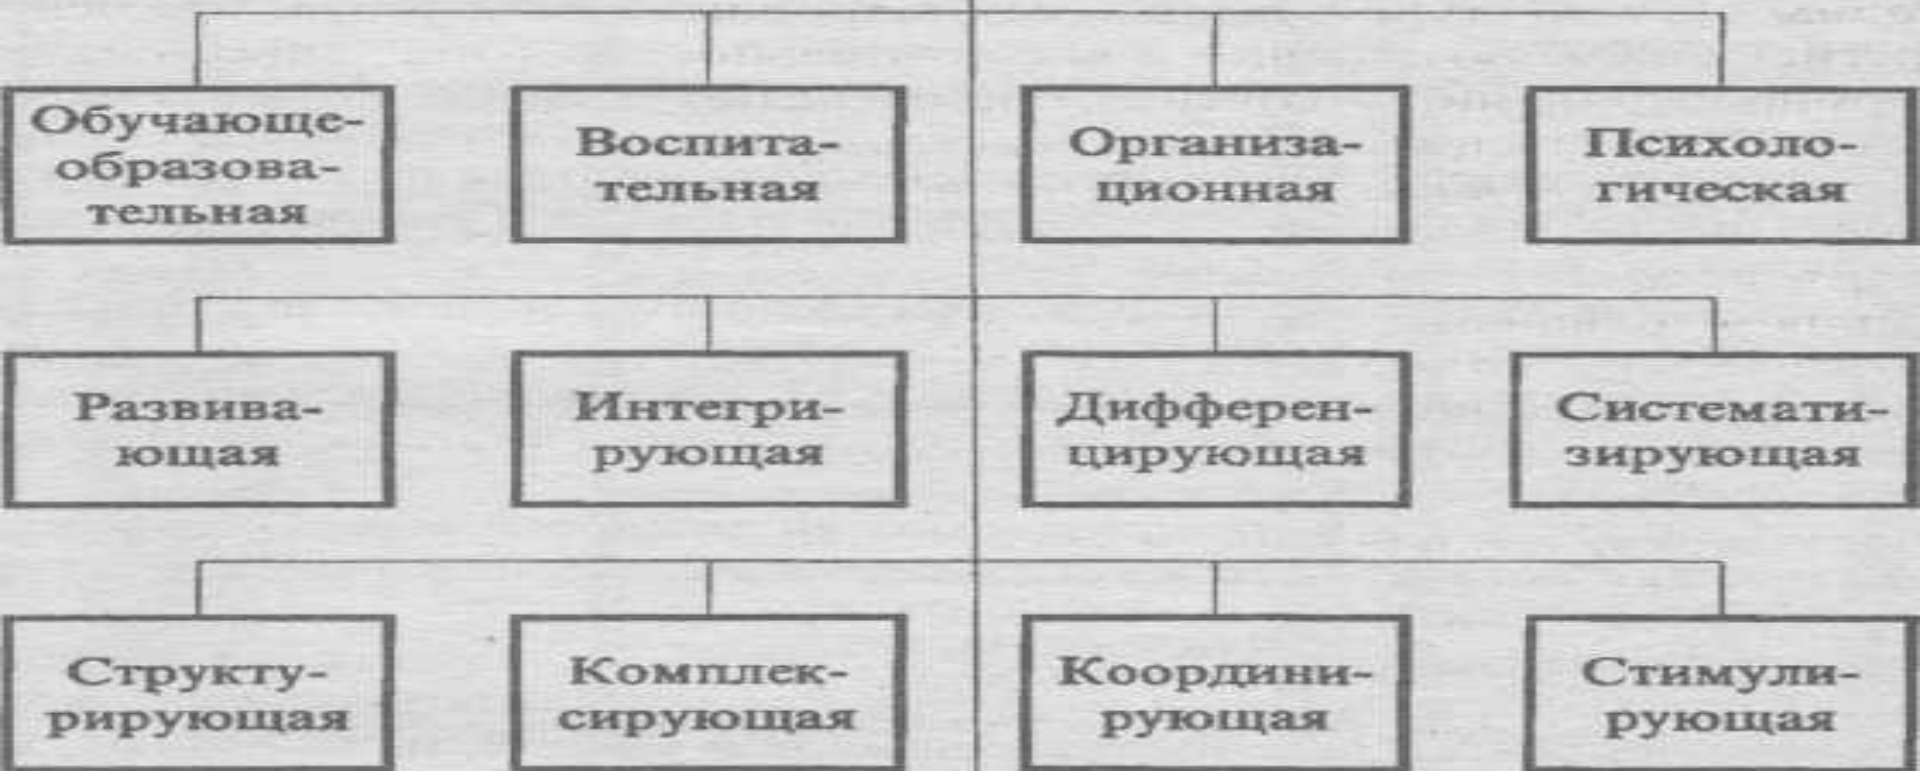 Обучающе-
образова-
тельная
Воспита-
тельная
Организа-
ционная
Психоло-
гическая
Развива-
ющая
Интегри-
рующая
Дифферен-
цирующая
Системати-
зирующая
Структу-
рирующая
Комплек-
сирующая
Координи-
рующая
Стимули-
рующая